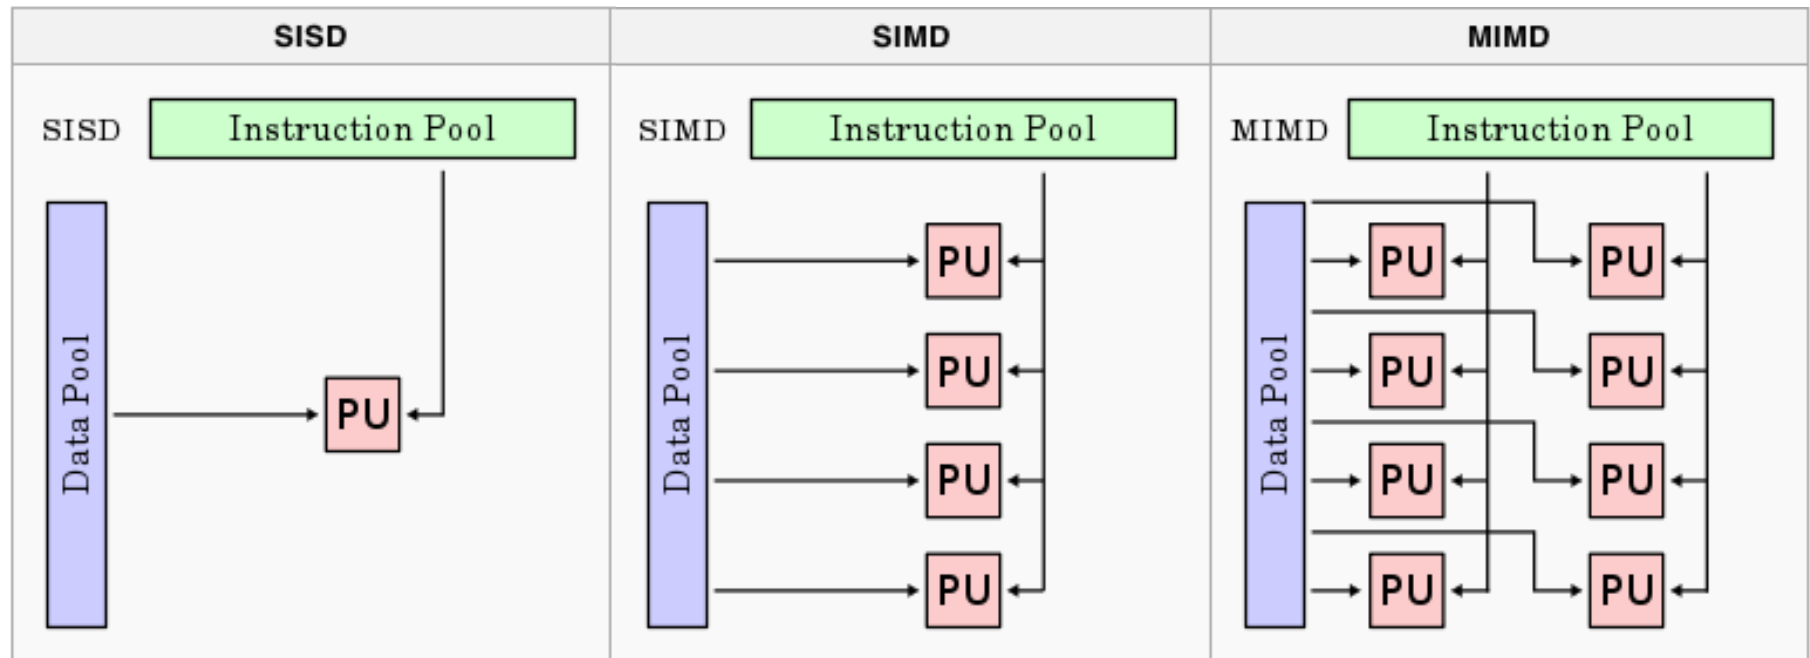 SISD
SIMD
MIMD
SISD
Instruction Pool
Data Pool
PU
SIMD
Instruction Pool
Data Pool
PU
PU
PU
PU
MIMD
Instruction Pool
Data Pool
PU
PU
PU
PU
PU
PU
PU
PU